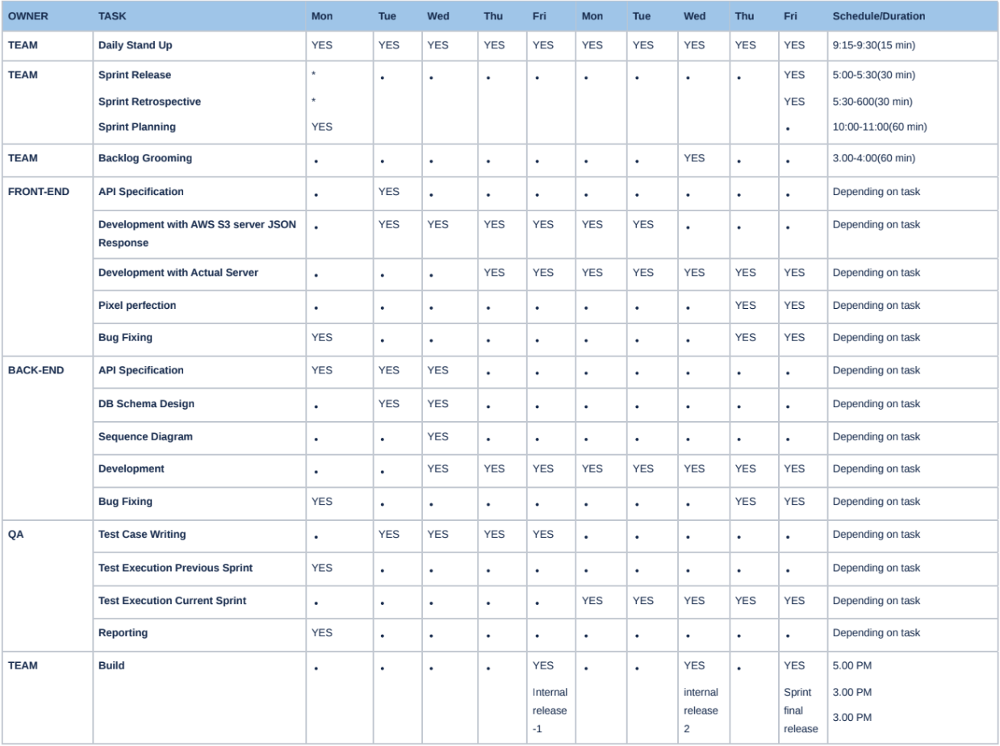 OWNER TASK Mon Tue Wed Thu Fri Mon Tue Wed Thu Fri Schedule/Duration
TEAM Daily Stand Up YES YES YES YES YES YES YES YES YES YES 9:15-9:30(15 min)
TEAM Sprint Release * • • • • • • • • YES 5:00-5:30(30 min)
Sprint Retrospective * YES 5:30-600(30 min)
Sprint Planning YES • 10:00-11:00(60 min)
TEAM Backlog Grooming • • • • • • • YES • • 3.00-4:00(60 min)
FRONT-END API Specification • YES • • • • • • • • Depending on task
Development with AWS S3 server JSON • YES YES YES YES YES YES • • • Depending on task
Response
Development with Actual Server • • • YES YES YES YES YES YES YES Depending on task
Pixel perfection • • • • • • • • YES YES Depending on task
Bug Fixing YES • • • • • • • YES YES Depending on task
BACK-END API Specification YES YES YES • • • • • • • Depending on task
DB Schema Design • YES YES • • • • • • • Depending on task
Sequence Diagram • • YES • • • • • • • Depending on task
Development • • YES YES YES YES YES YES YES YES Depending on task
Bug Fixing YES • • • • • • • YES YES Depending on task
QA Test Case Writing • YES YES YES YES • • • • • Depending on task
Test Execution Previous Sprint YES • • • • • • • • • Depending on task
Test Execution Current Sprint • • • • • YES YES YES YES YES Depending on task
Reporting YES • • • • • • • • • Depending on task
TEAM Build • • • • YES • • YES • YES 5.00 PM
Internal internal Sprint 3.00 PM
release release final
3.00 PM
-1 2 release